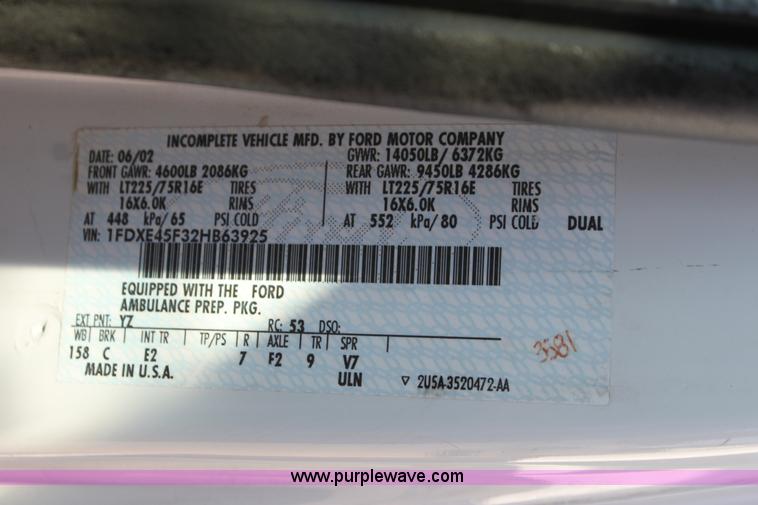 INCOMPLETE VEHICLE MFD. BY FORD MOTOR COMPANY
DATE: 06/02 GVWR: 14050LB/ 6372KG
FRONT GAWR: 4600LB 2086KG REAR GAWR: 9450LB 4286KG
WITH LT225/75R16E TIRES WITH LT225/75R16E TIRES
16X6.0K RIMS 16X6.0K RIMS
AT 448 kPa/65 PSI COLD AT 552 kPa/80 PSI COLD DUAL
VIN: 1FDXE45F32HB63925
EQUIPPED WITH THE FORD
AMBULANCE PREP. PKG.
EXT PNT: YZ RC: 53 DSO:
WB BRK INT TR TP/PS R AXLE TR SPR
158 C E2 7 F2 9 V7
MADE IN U.S.A. ULN ▽ 2U5A-3520472-AA
3581
www.purplewave.com